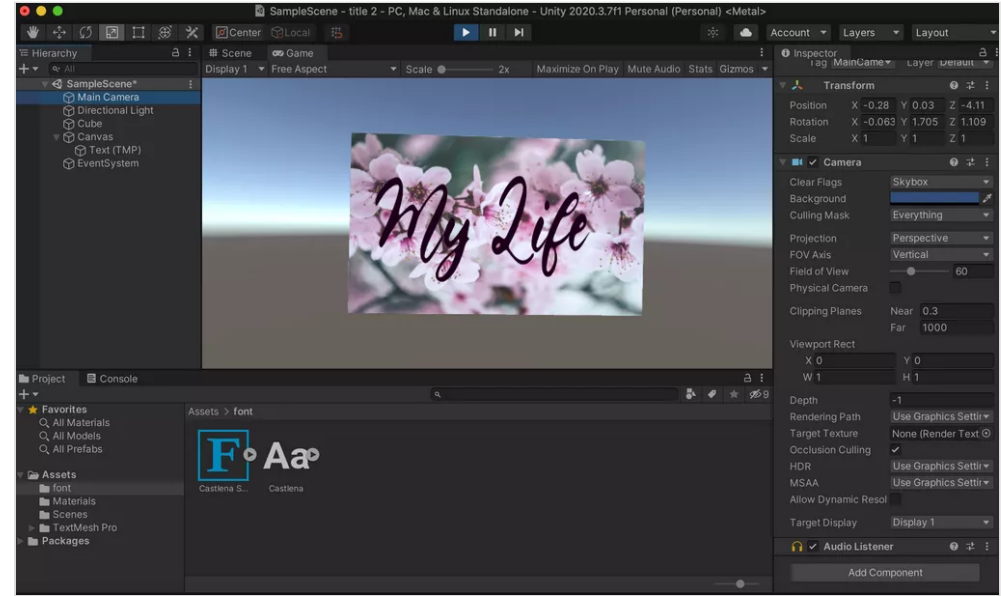 SampleScene - title 2 - PC, Mac & Linux Standalone - Unity 2020.3.7f1 Personal (Personal) <Metal>
Center Local Account Layers Layout
Hierarchy
All
SampleScene*
Main Camera
Directional Light
Cube
Canvas
Text (TMP)
EventSystem
Scene Game
Display 1 Free Aspect Scale 2x Maximize On Play Mute Audio Stats Gizmos
My Life
Inspector
Tag MainCame Layer Default
Transform
Position X -0.28 Y 0.03 Z -4.11
Rotation X -0.063 Y 1.705 Z 1.109
Scale X 1 Y 1 Z 1
Camera
Clear Flags Skybox
Background
Culling Mask Everything
Projection Perspective
FOV Axis Vertical
Field of View 60
Physical Camera
Clipping Planes Near 0.3
Far 1000
Viewport Rect
X 0 Y 0
W 1 H 1
Depth -1
Rendering Path Use Graphics Settir
Target Texture None (Render Text
Occlusion Culling
HDR Use Graphics Settir
MSAA Use Graphics Settir
Allow Dynamic Resol
Target Display Display 1
Audio Listener
Add Component
Project Console
9
Favorites
All Materials
All Models
All Prefabs
Assets
font
Materials
Scenes
TextMesh Pro
Packages
Assets > font
F Aa
Castlena S... Castlena